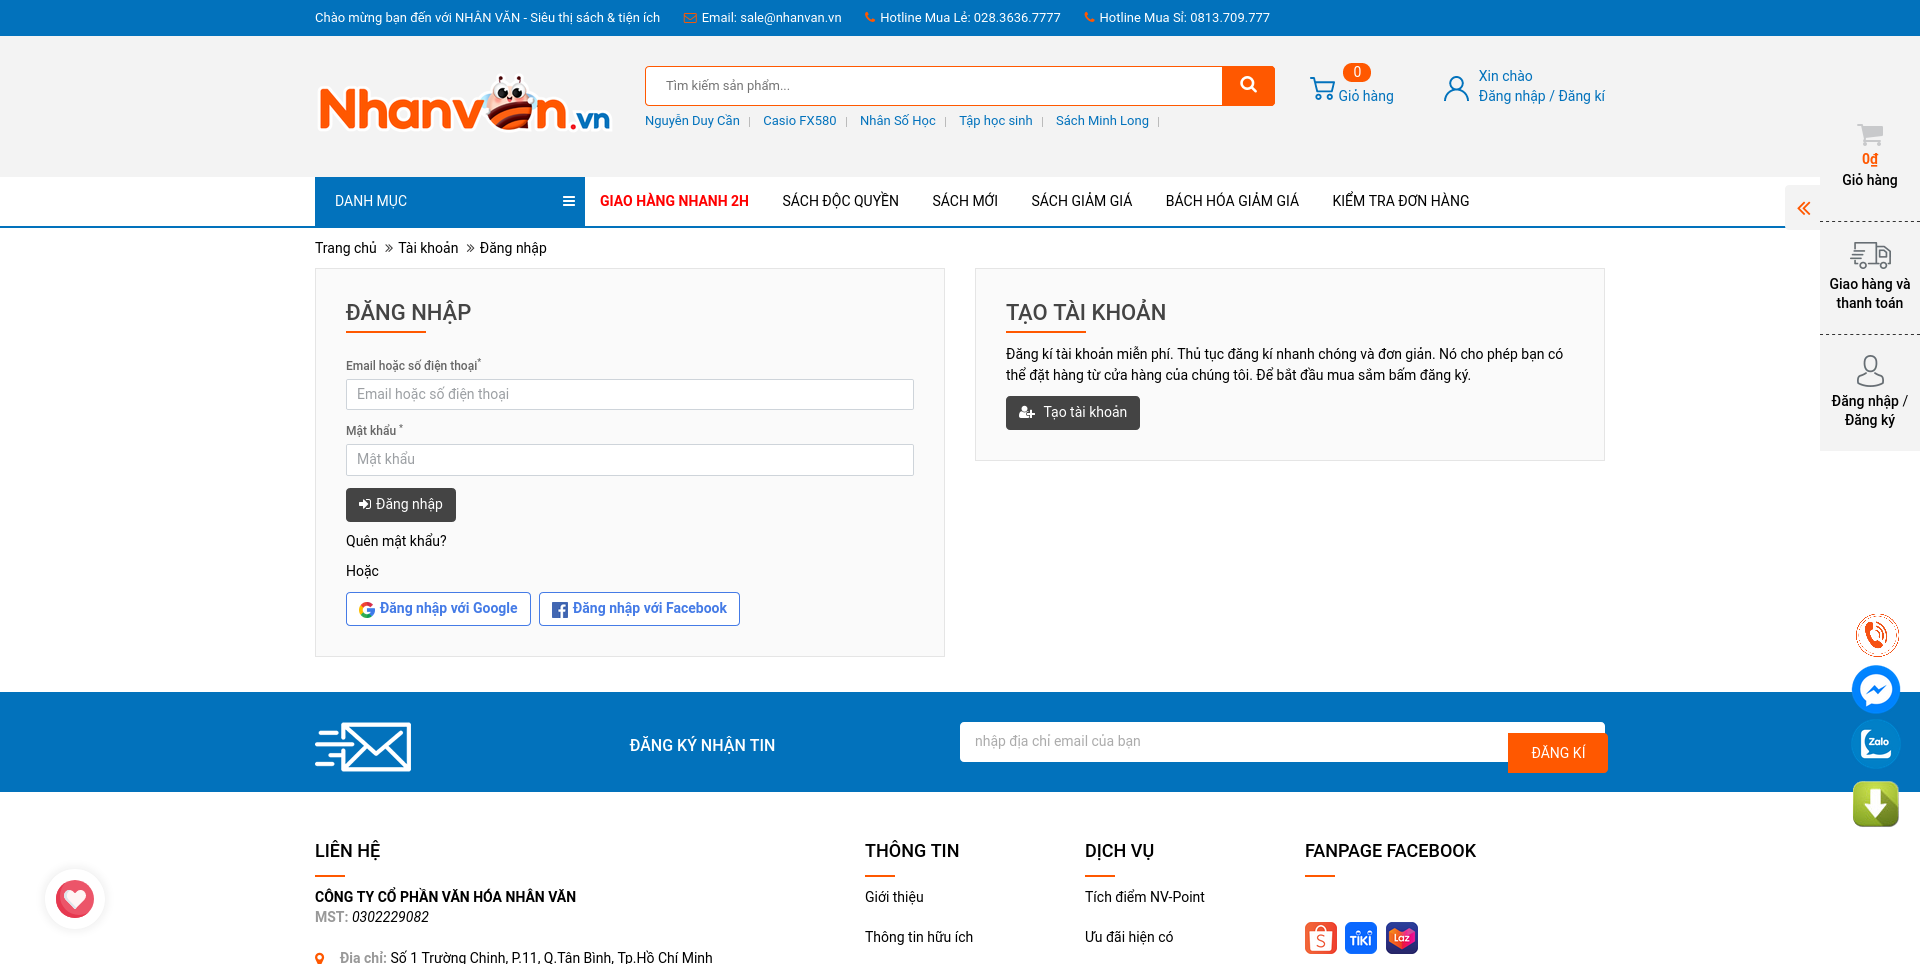 Chào mừng bạn đến với NHÂN VĂN - Siêu thị sách & tiện ích Email: sale@nhanvan.vn Hotline Mua Lẻ: 028.3636.7777 Hotline Mua Sỉ: 0813.709.777
Nhanvăn.vn
Tìm kiếm sản phẩm...
0
Giỏ hàng
Xin chào
Đăng nhập / Đăng kí
Nguyễn Duy Cần | Casio FX580 | Nhân Số Học | Tập học sinh | Sách Minh Long |
0₫
Giỏ hàng
DANH MỤC GIAO HÀNG NHANH 2H SÁCH ĐỘC QUYỀN SÁCH MỚI SÁCH GIẢM GIÁ BÁCH HÓA GIẢM GIÁ KIỂM TRA ĐƠN HÀNG
Trang chủ » Tài khoản » Đăng nhập
Giao hàng và
thanh toán
Đăng nhập /
Đăng ký
ĐĂNG NHẬP
Email hoặc số điện thoại*
Email hoặc số điện thoại
Mật khẩu *
Mật khẩu
Đăng nhập
Quên mật khẩu?
Hoặc
Đăng nhập với Google Đăng nhập với Facebook
TẠO TÀI KHOẢN
Đăng kí tài khoản miễn phí. Thủ tục đăng kí nhanh chóng và đơn giản. Nó cho phép bạn có
thể đặt hàng từ cửa hàng của chúng tôi. Để bắt đầu mua sắm bấm đăng ký.
Tạo tài khoản
Zalo
ĐĂNG KÝ NHẬN TIN
nhập địa chỉ email của bạn
ĐĂNG KÍ
LIÊN HỆ
CÔNG TY CỔ PHẦN VĂN HÓA NHÂN VĂN
MST: 0302229082
Địa chỉ: Số 1 Trường Chinh, P.11, Q.Tân Bình, Tp.Hồ Chí Minh
THÔNG TIN
Giới thiệu
Thông tin hữu ích
DỊCH VỤ
Tích điểm NV-Point
Ưu đãi hiện có
FANPAGE FACEBOOK
S TIKI Laz